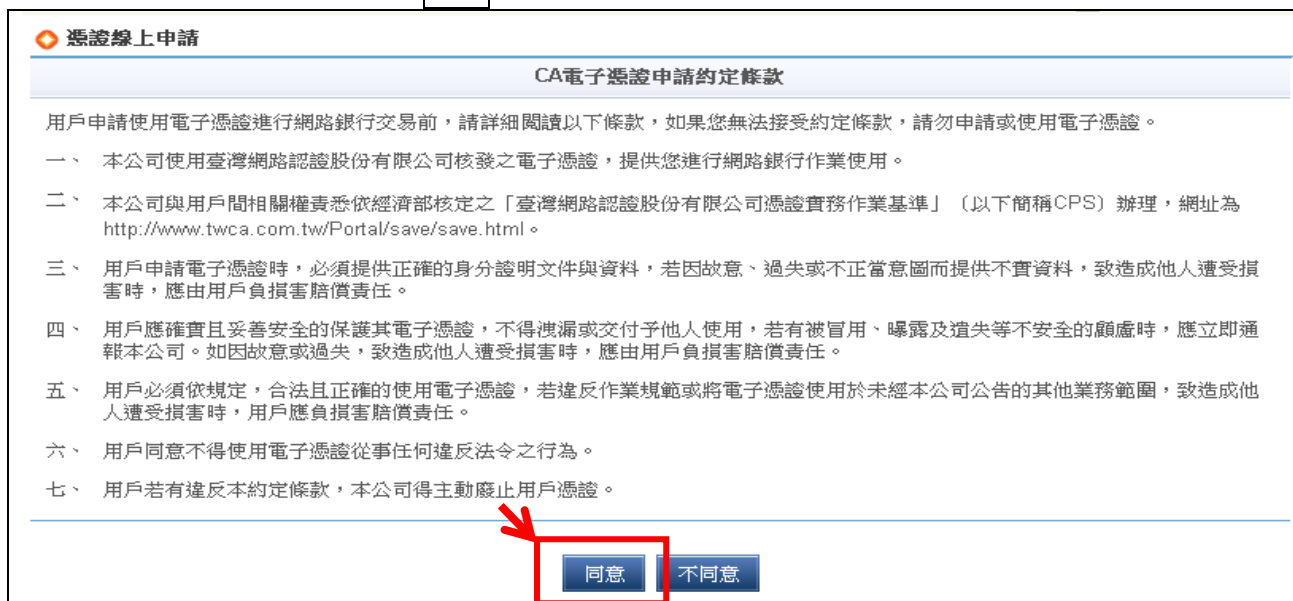 憑證線上申請
CA電子憑證申請約定條款
用戶申請使用電子憑證進行網路銀行交易前，請詳細閱讀以下條款，如果您無法接受約定條款，請勿申請或使用電子憑證。
一、 本公司使用臺灣網路認證股份有限公司核發之電子憑證，提供您進行網路銀行作業使用。
二、 本公司與用戶間相關權責悉依經濟部核定之「臺灣網路認證股份有限公司憑證實務作業基準」（以下簡稱CPS）辦理，網址為
http://www.twca.com.tw/Portal/save/save.html。
三、 用戶申請電子憑證時，必須提供正確的身分證明文件與資料，若因故意、過失或不正當意圖而提供不實資料，致造成他人遭受損
害時，應由用戶負損害賠償責任。
四、 用戶應確實且妥善安全的保護其電子憑證，不得洩漏或交付予他人使用，若有被冒用、曝露及遺失等不安全的顧慮時，應立即通
報本公司。如因故意或過失，致造成他人遭受損害時，應由用戶負損害賠償責任。
五、 用戶必須依規定，合法且正確的使用電子憑證，若違反作業規範或將電子憑證使用於未經本公司公告的其他業務範圍，致造成他
人遭受損害時，用戶應負損害賠償責任。
六、 用戶同意不得使用電子憑證從事任何違反法令之行為。
七、 用戶若有違反本約定條款，本公司得主動廢止用戶憑證。
同意 不同意